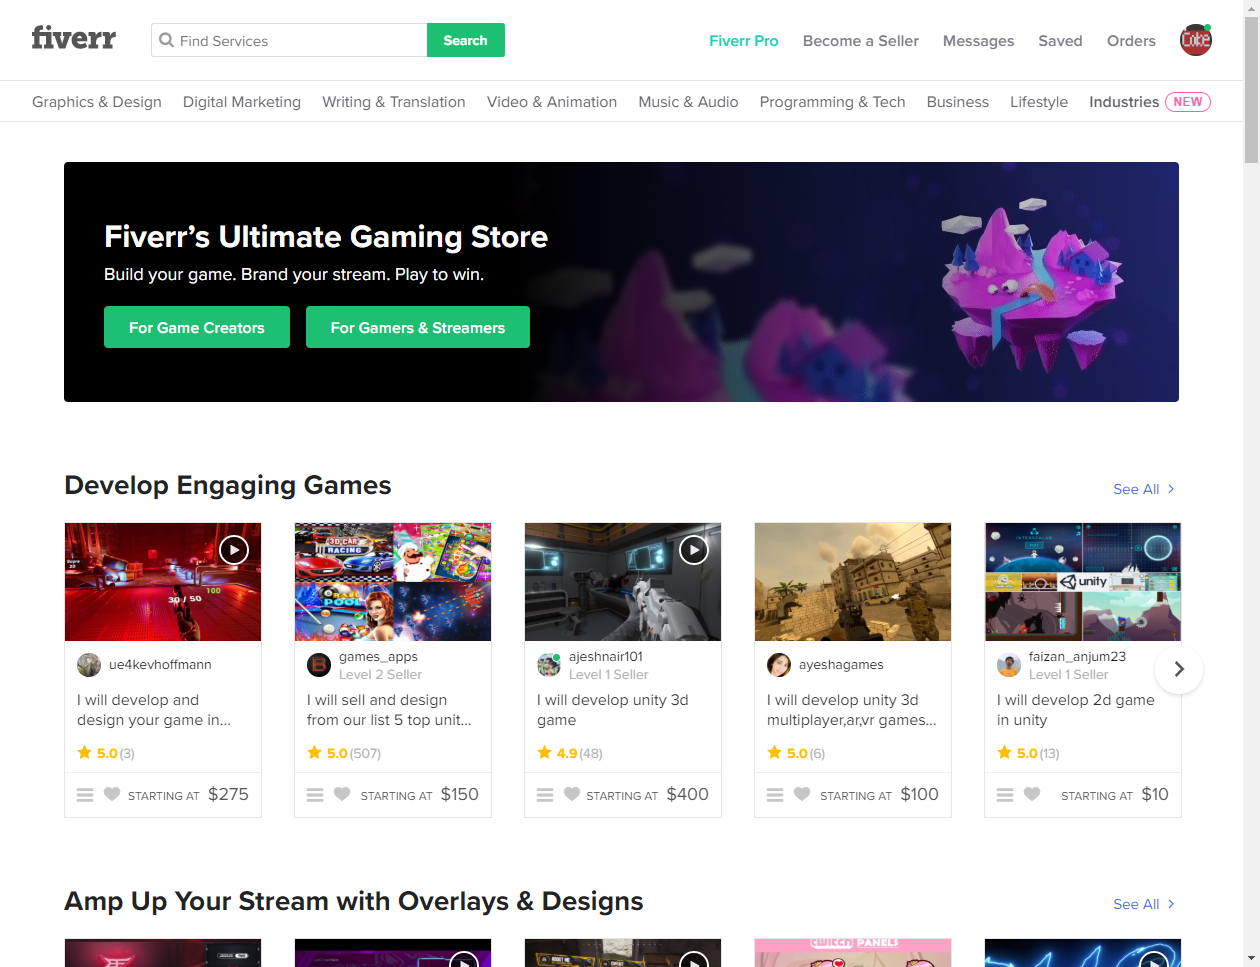 fiverr
Find Services
Search
Fiverr Pro
Become a Seller
Messages
Saved
Orders
Coke
Graphics & Design
Digital Marketing
Writing & Translation
Video & Animation
Music & Audio
Programming & Tech
Business
Lifestyle
Industries NEW
Fiverr's Ultimate Gaming Store
Build your game. Brand your stream. Play to win.
For Game Creators
For Gamers & Streamers
Develop Engaging Games
See All
30 / 50
100
ue4kevhoffmann
I will develop and
design your game in...
5.0 (3)
STARTING AT $275
3D CAR
RACING
POOL
games_apps
Level 2 Seller
I will sell and design
from our list 5 top unit...
5.0 (507)
STARTING AT $150
ajeshnair101
Level 1 Seller
I will develop unity 3d
game
4.9 (48)
STARTING AT $400
ayeshagames
I will develop unity 3d
multiplayer,ar,vr games...
5.0 (6)
STARTING AT $100
unity
faizan_anjum23
Level 1 Seller
I will develop 2d game
in unity
5.0 (13)
STARTING AT $10
Amp Up Your Stream with Overlays & Designs
See All
ABOUT ME
twitch PANELS